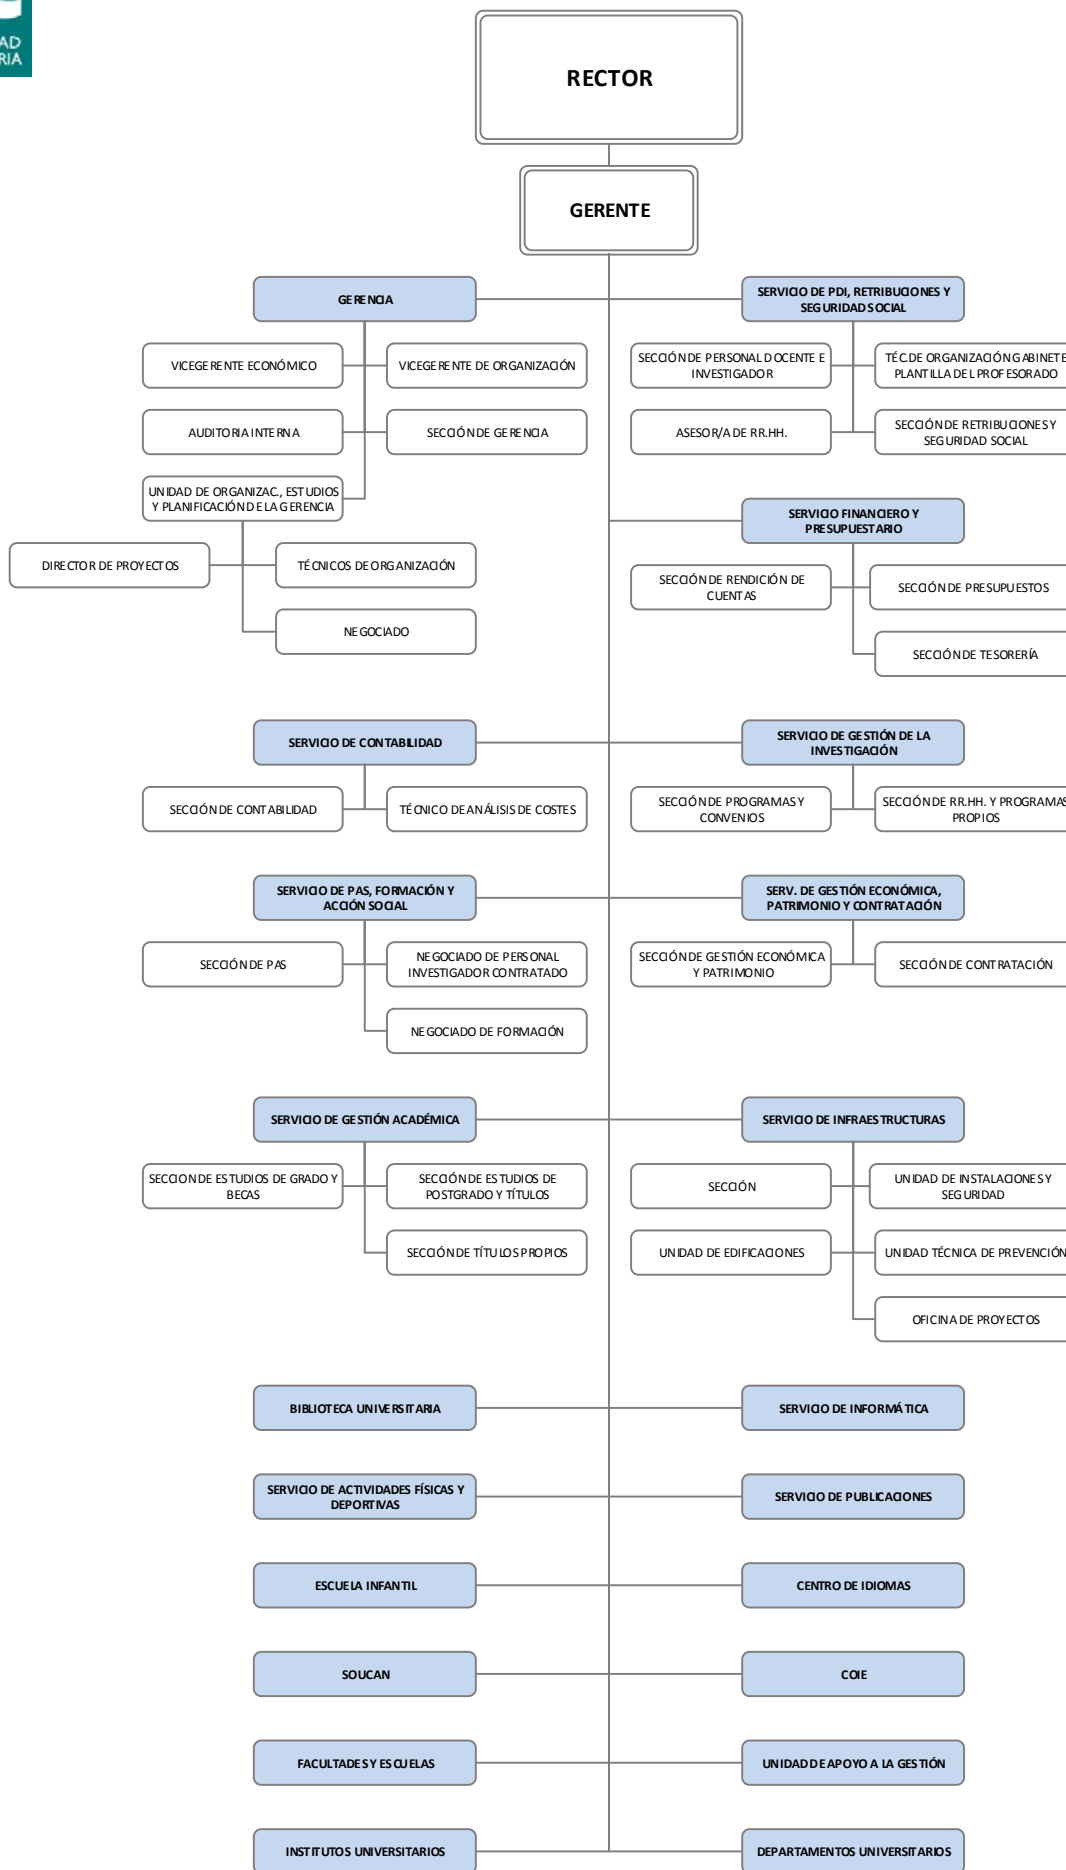 RECTOR
GERENTE
GERENCIA
SERVICIO DE PDI, RETRIBUCIONES Y
SEGURIDAD SOCIAL
VICEGERENTE ECONÓMICO
VICEGERENTE DE ORGANIZACIÓN
SECCIÓN DE PERSONAL DOCENTE E
INVESTIGADOR
TÉC.DE ORGANIZACIÓN GABINETE
PLANTILLA DEL PROFESORADO
AUDITORIA INTERNA
SECCIÓN DE GERENCIA
ASESOR/A DE RR.HH.
SECCIÓN DE RETRIBUCIONES Y
SEGURIDAD SOCIAL
UNIDAD DE ORGANIZAC., ESTUDIOS
Y PLANIFICACIÓN DE LA GERENCIA
SERVICIO FINANCIERO Y
PRESUPUESTARIO
DIRECTOR DE PROYECTOS
TÉCNICOS DE ORGANIZACIÓN
SECCIÓN DE RENDICIÓN DE
CUENTAS
SECCIÓN DE PRESUPUESTOS
NEGOCIADO
SECCIÓN DE TESORERÍA
SERVICIO DE CONTABILIDAD
SERVICIO DE GESTIÓN DE LA
INVESTIGACIÓN
SECCIÓN DE CONTABILIDAD
TÉCNICO DE ANÁLISIS DE COSTES
SECCIÓN DE PROGRAMAS Y
CONVENIOS
SECCIÓN DE RR.HH. Y PROGRAMAS
PROPIOS
SERVICIO DE PAS, FORMACIÓN Y
ACCIÓN SOCIAL
SERV. DE GESTIÓN ECONÓMICA,
PATRIMONIO Y CONTRATACIÓN
SECCIÓN DE PAS
NEGOCIADO DE PERSONAL
INVESTIGADOR CONTRATADO
SECCIÓN DE GESTIÓN ECONÓMICA
Y PATRIMONIO
SECCIÓN DE CONTRATACIÓN
NEGOCIADO DE FORMACIÓN
SERVICIO DE GESTIÓN ACADÉMICA
SERVICIO DE INFRAESTRUCTURAS
SECCION DE ESTUDIOS DE GRADO Y
BECAS
SECCIÓN DE ESTUDIOS DE
POSTGRADO Y TÍTULOS
SECCIÓN
UNIDAD DE INSTALACIONES Y
SEGURIDAD
SECCIÓN DE TÍTULOS PROPIOS
UNIDAD DE EDIFICACIONES
UNIDAD TÉCNICA DE PREVENCIÓN
OFICINA DE PROYECTOS
BIBLIOTECA UNIVERSITARIA
SERVICIO DE INFORMÁTICA
SERVICIO DE ACTIVIDADES FÍSICAS Y
DEPORTIVAS
SERVICIO DE PUBLICACIONES
ESCUELA INFANTIL
CENTRO DE IDIOMAS
SOUCAN
COIE
FACULTADES Y ESCUELAS
UNIDAD DE APOYO A LA GESTIÓN
INSTITUTOS UNIVERSITARIOS
DEPARTAMENTOS UNIVERSITARIOS